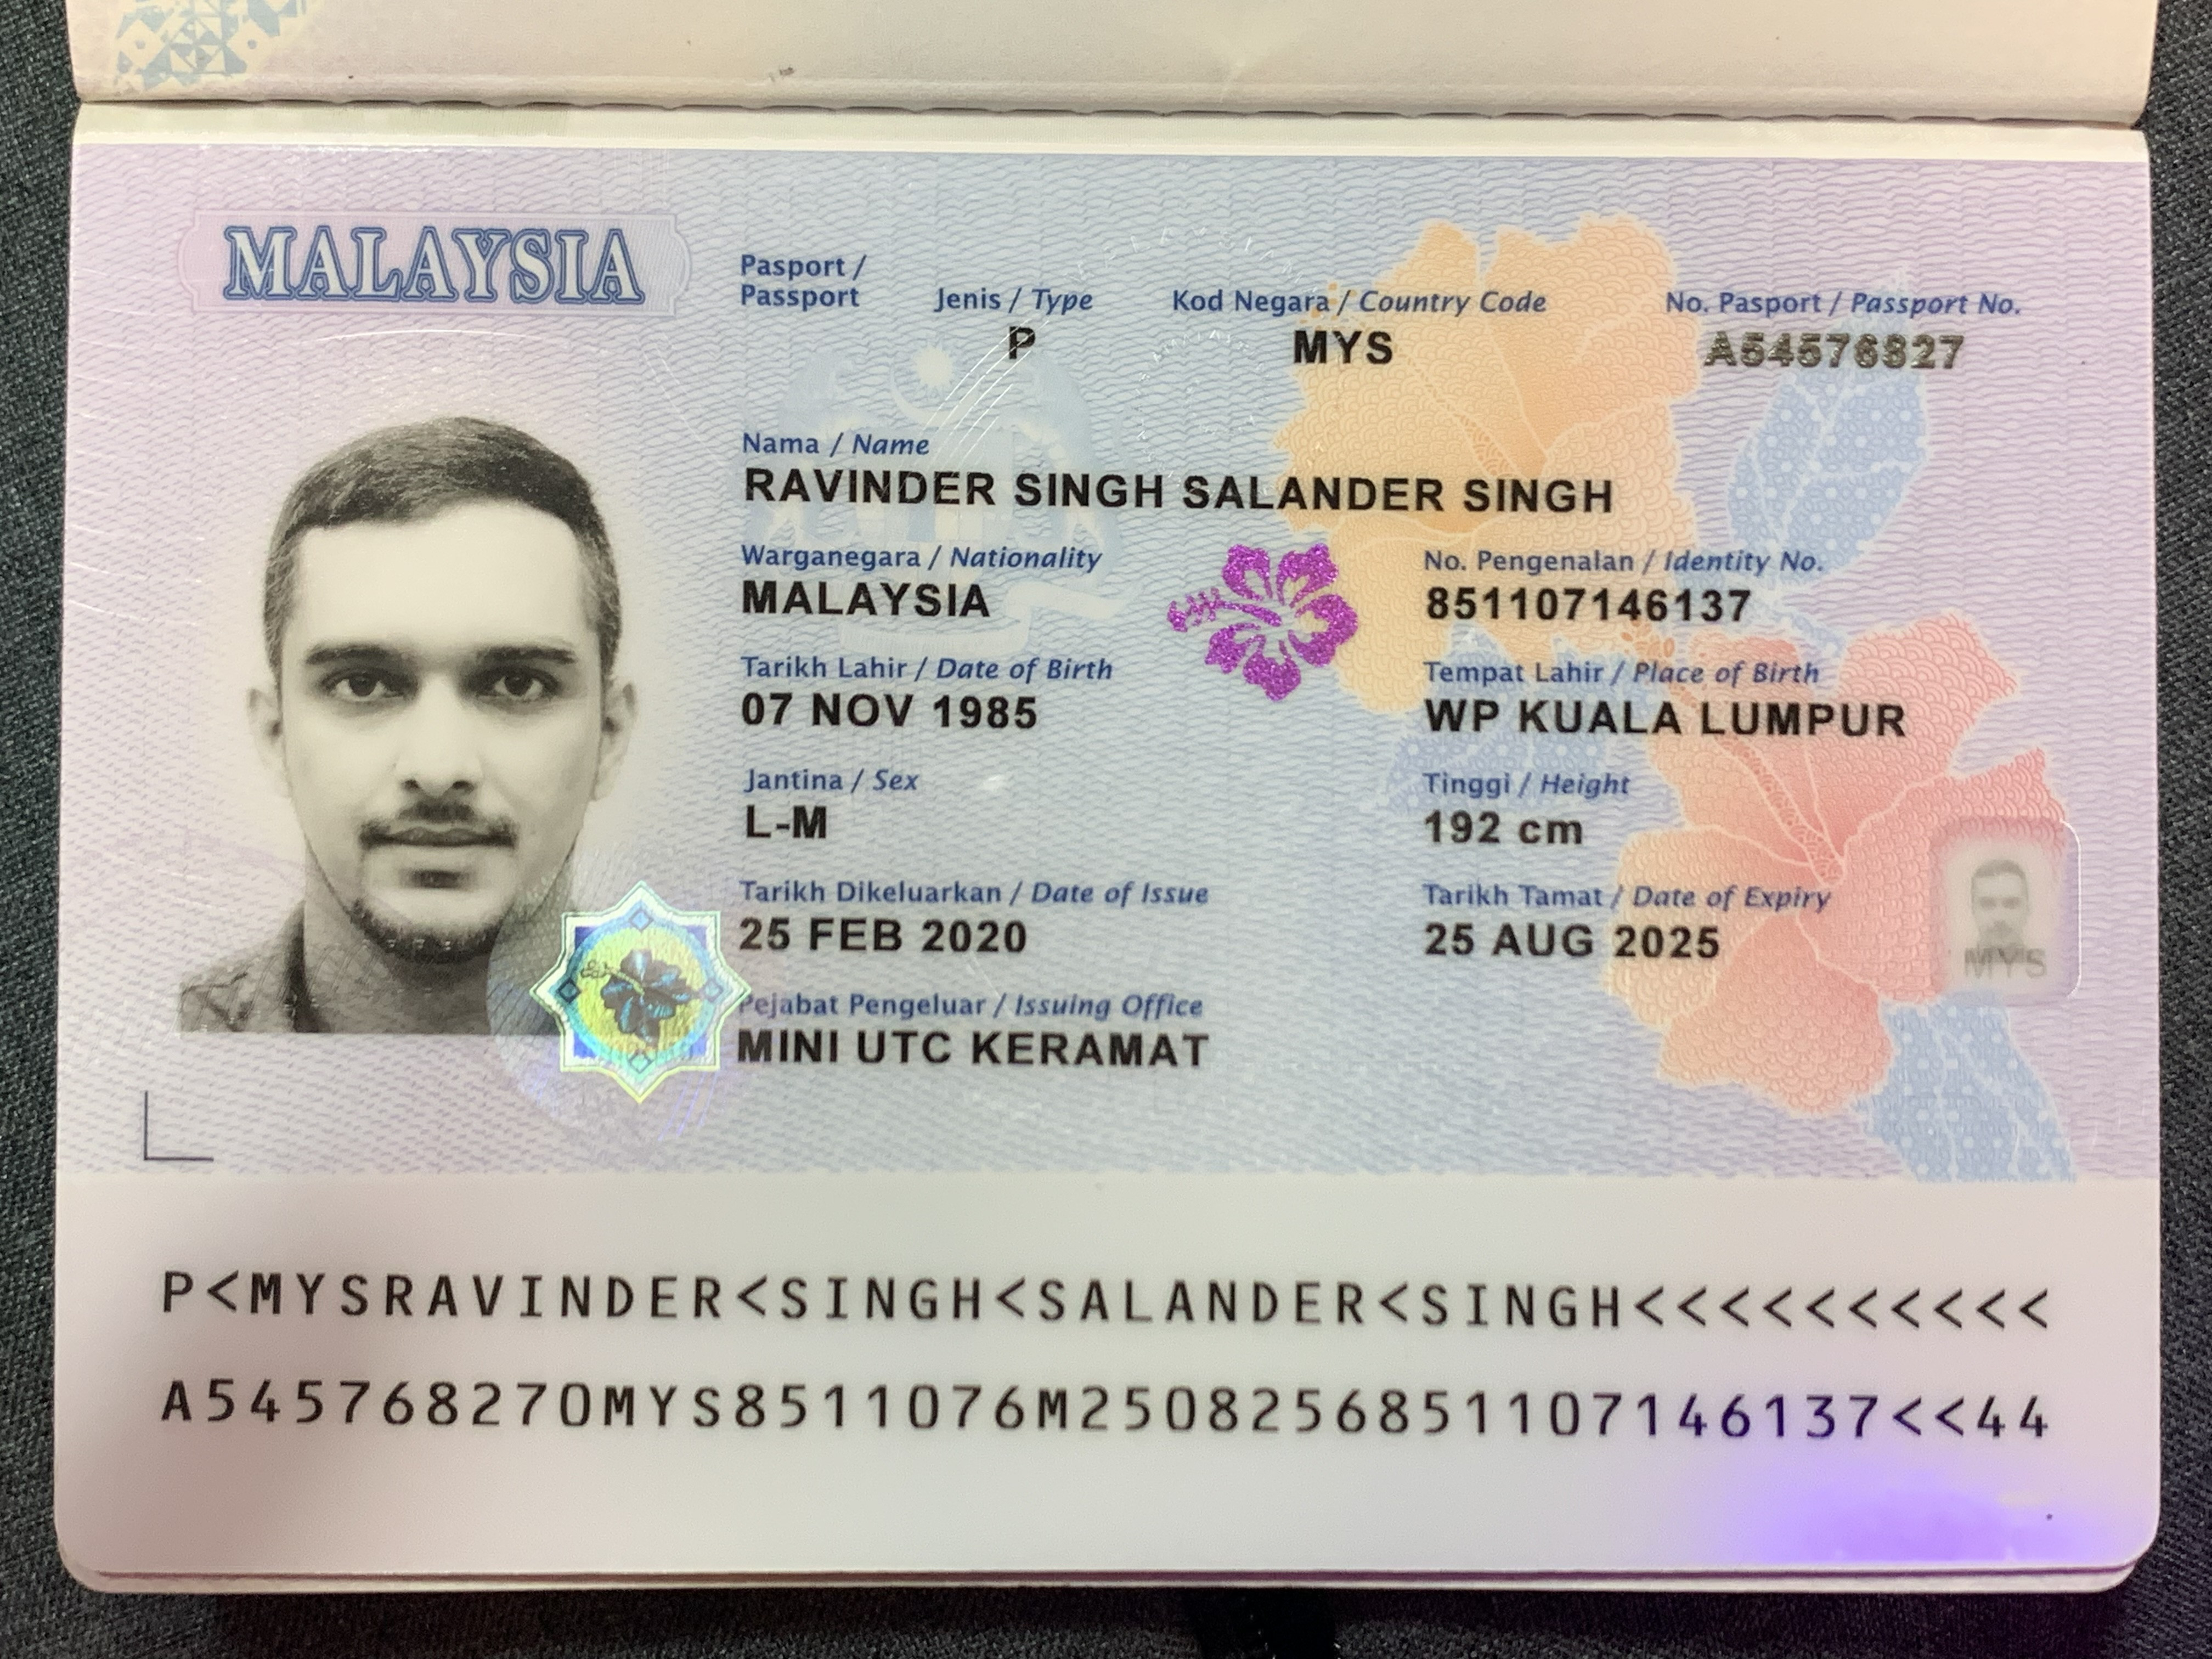 MALAYSIA
Pasport /
Passport
Jenis / Type
Kod Negara / Country Code
No. Pasport / Passport No.
P
MYS
A54576827
Nama / Name
RAVINDER SINGH SALANDER SINGH
Warganegara / Nationality
No. Pengenalan / Identity No.
MALAYSIA
851107146137
Tarikh Lahir / Date of Birth
Tempat Lahir / Place of Birth
07 NOV 1985
WP KUALA LUMPUR
Jantina / Sex
Tinggi / Height
L-M
192 cm
Tarikh Dikeluarkan / Date of Issue
Tarikh Tamat / Date of Expiry
25 FEB 2020
25 AUG 2025
MYS
Pejabat Pengeluar / Issuing Office
MINI UTC KERAMAT
P<MYSRAVINDER<SINGH<SALANDER<SINGH<<<<<<<<<<
A545768270MYS8511076M2508256851107146137<<44